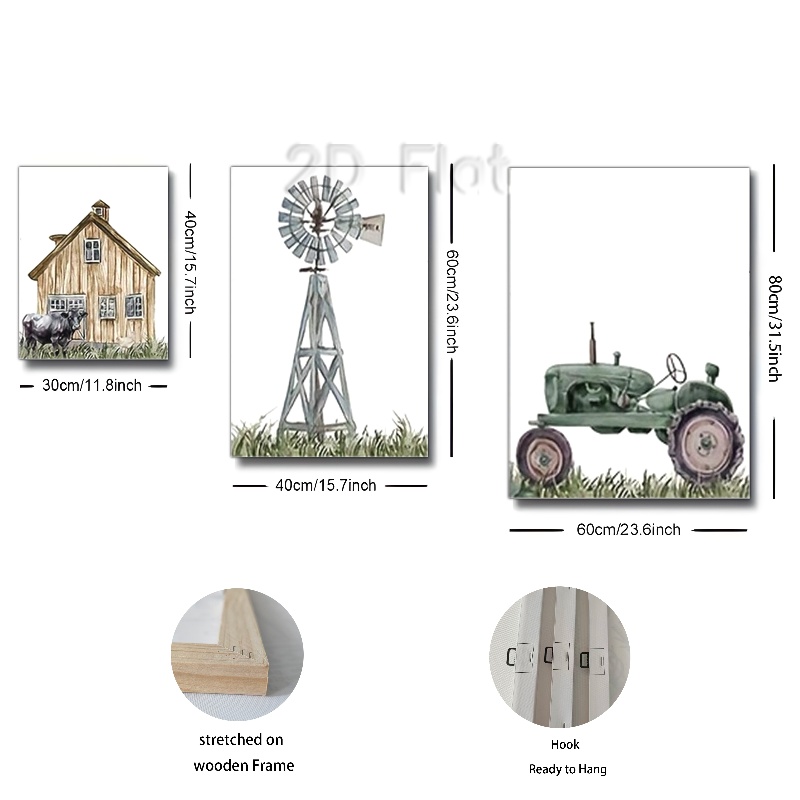 2D Flat
40cm/15.7inch
30cm/11.8inch
60cm/23.6inch
40cm/15.7inch
80cm/31.5inch
60cm/23.6inch
stretched on
wooden Frame
Hook
Ready to Hang